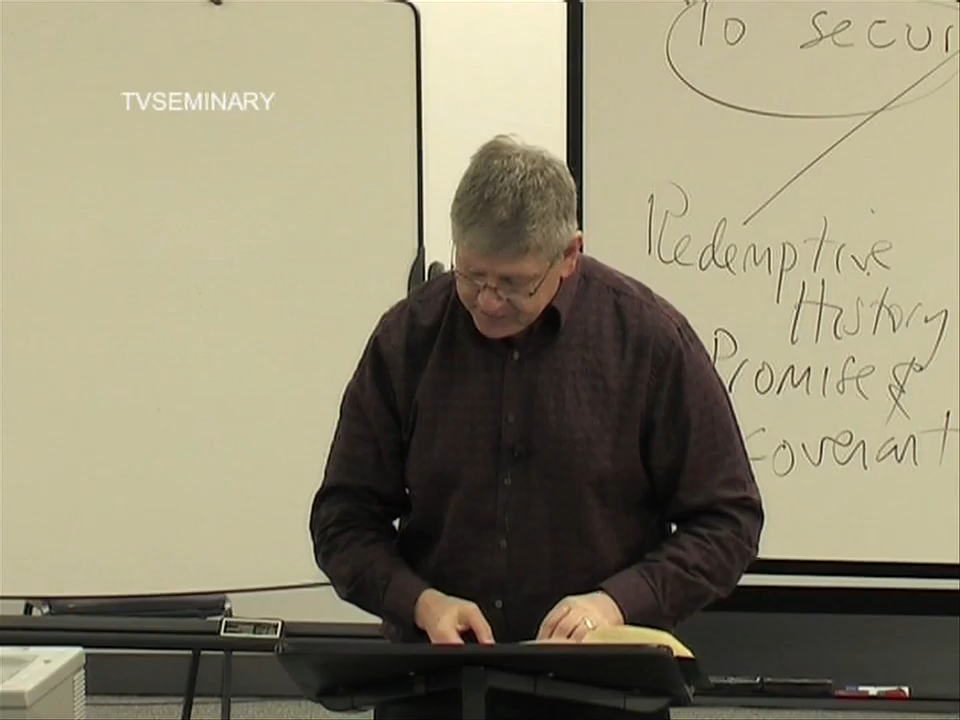 TVSEMINARY
To secur
Redemptive
History
Promise &
covenant